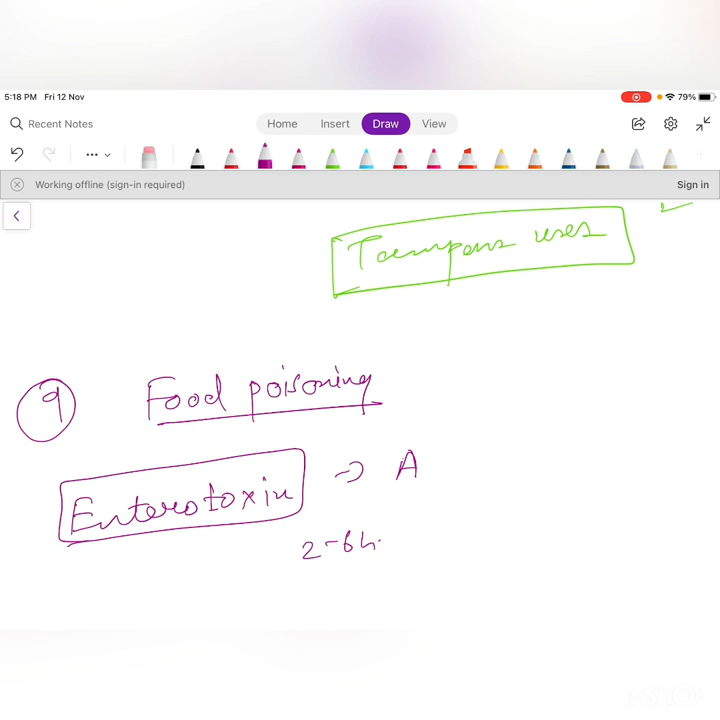 5:18 PM Fri 12 Nov 79%
Recent Notes Home Insert Draw View
Working offline (sign-in required) Sign in
Taempens uses
9 Food poisoning
Enterotoxin → A
2-6h.